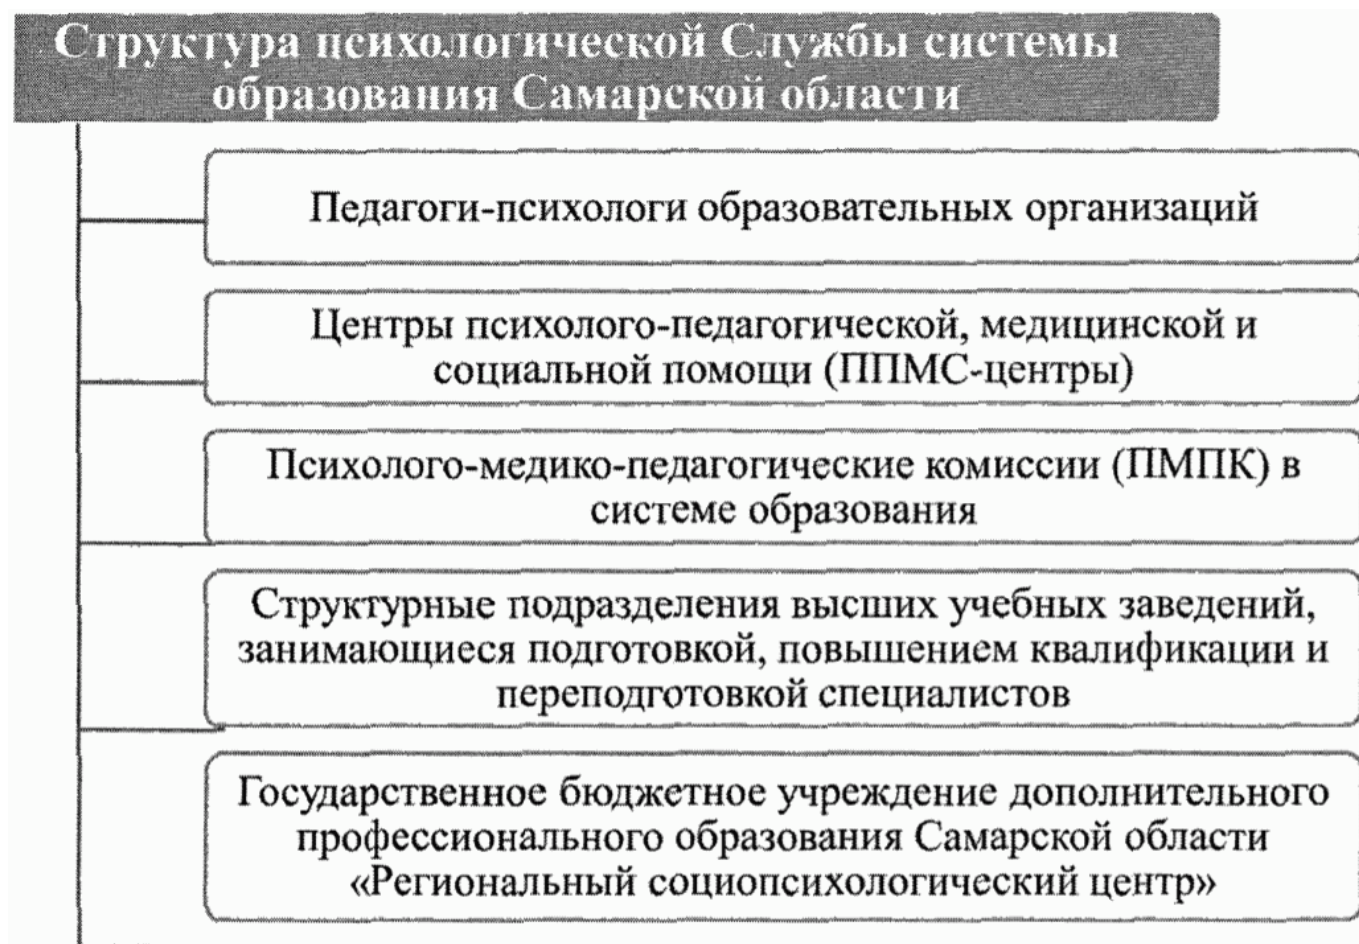 Структура психологической Службы системы
образования Самарской области
Педагоги-психологи образовательных организаций
Центры психолого-педагогической, медицинской и
социальной помощи (ППМС-центры)
Психолого-медико-педагогические комиссии (ПМПК) в
системе образования
Структурные подразделения высших учебных заведений,
занимающиеся подготовкой, повышением квалификации и
переподготовкой специалистов
Государственное бюджетное учреждение дополнительного
профессионального образования Самарской области
«Региональный социопсихологический центр»